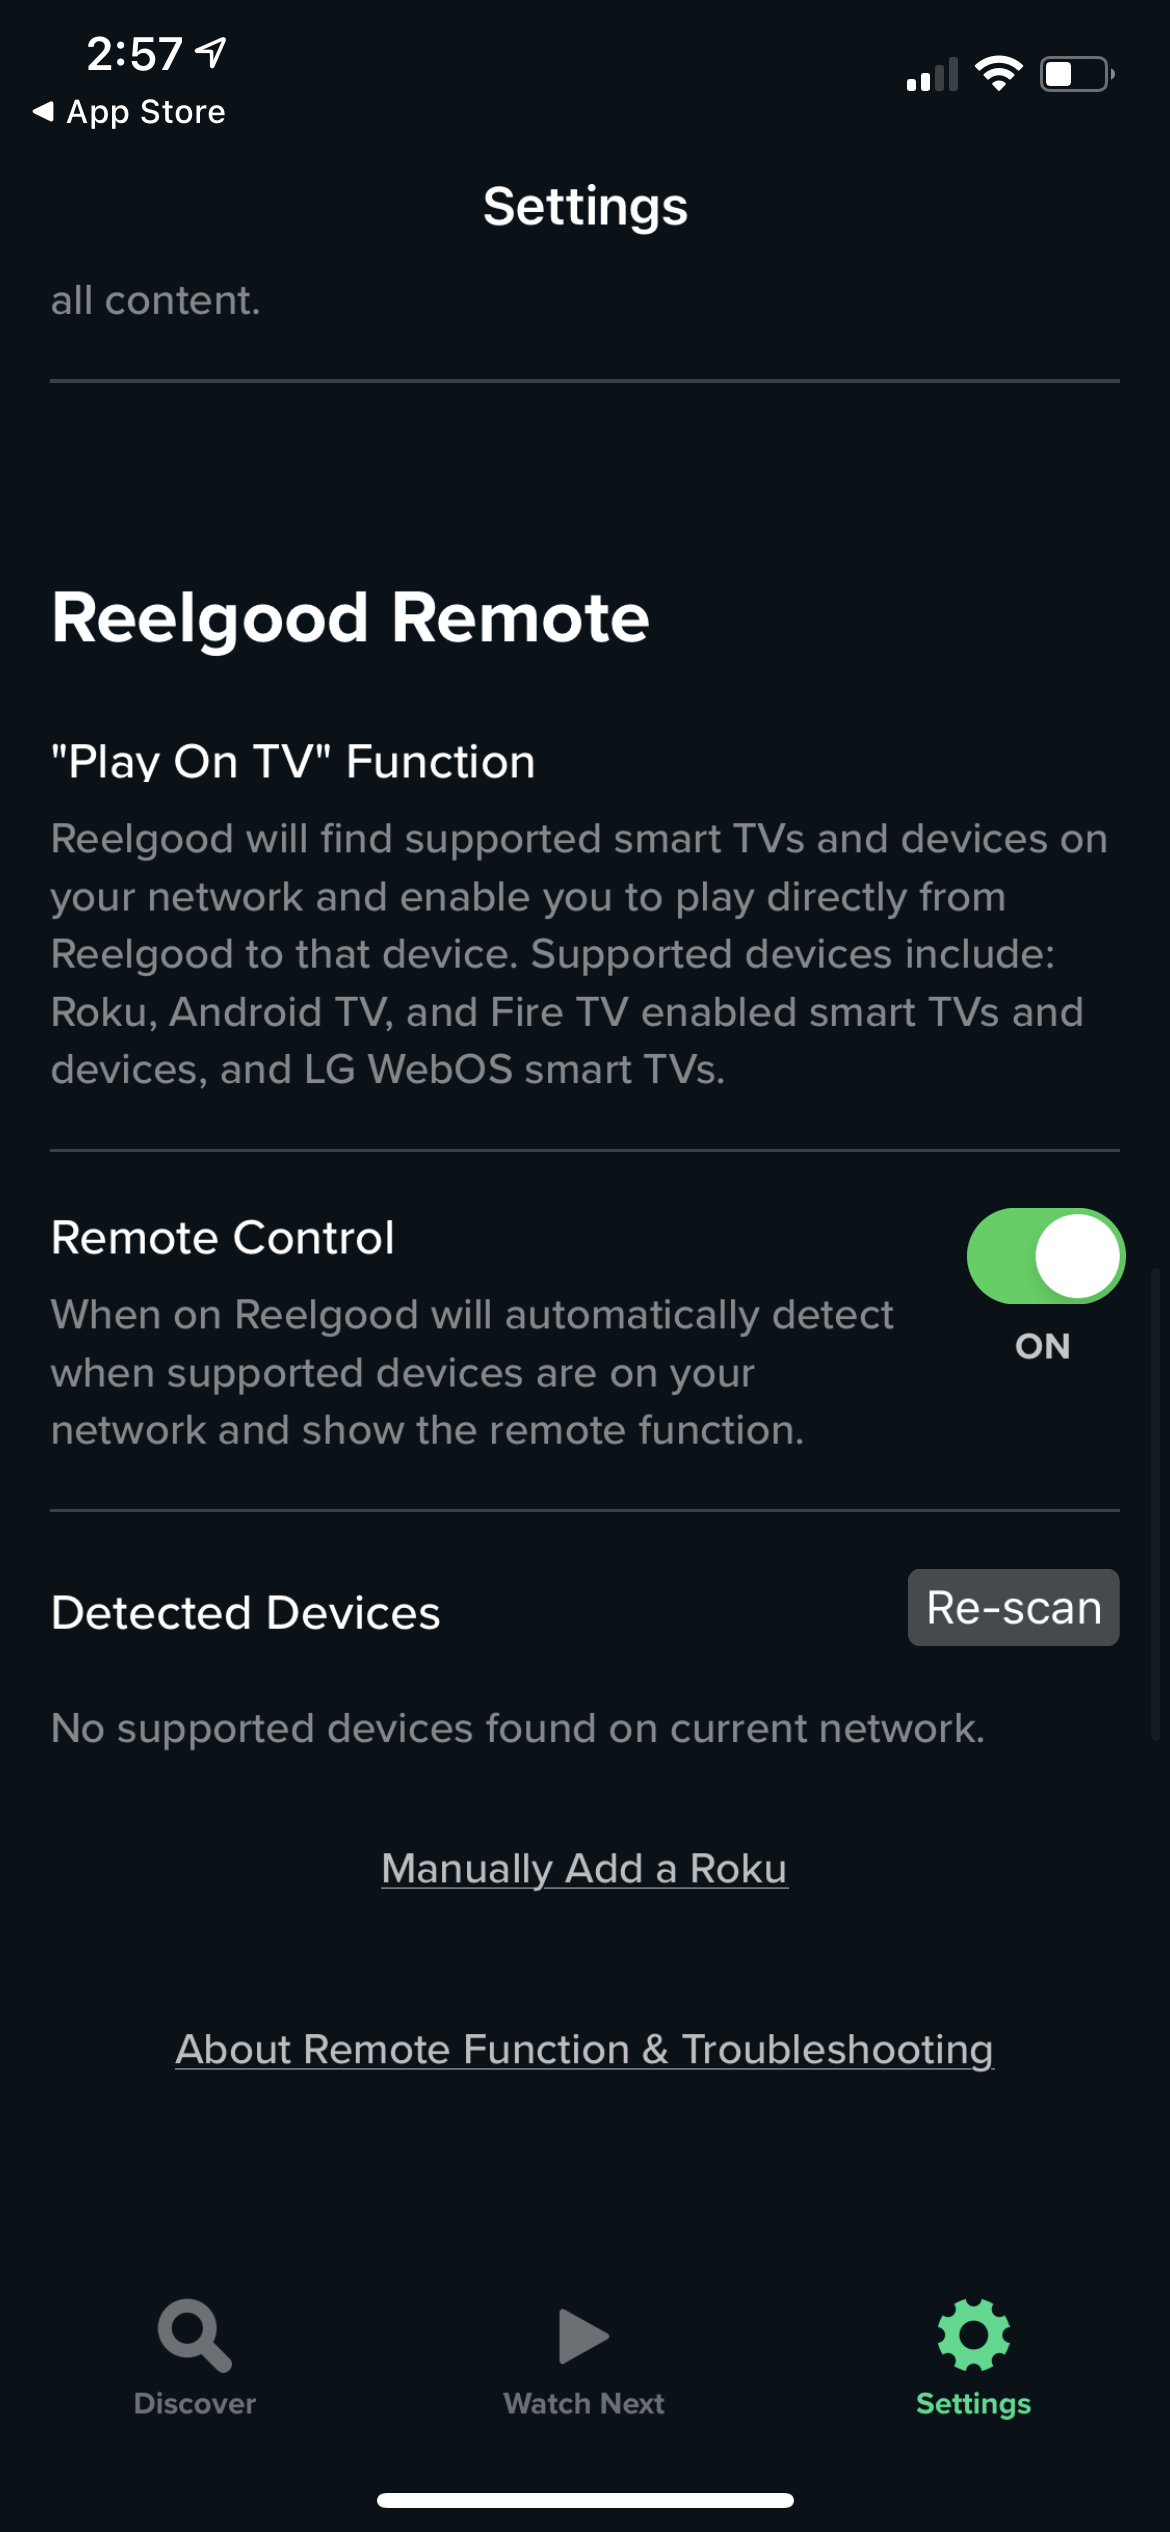 2:57
App Store
Settings
all content.
Reelgood Remote
"Play On TV" Function
Reelgood will find supported smart TVs and devices on
your network and enable you to play directly from
Reelgood to that device. Supported devices include:
Roku, Android TV, and Fire TV enabled smart TVs and
devices, and LG WebOS smart TVs.
Remote Control
When on Reelgood will automatically detect
when supported devices are on your
network and show the remote function.
ON
Detected Devices
Re-scan
No supported devices found on current network.
Manually Add a Roku
About Remote Function & Troubleshooting
Discover
Watch Next
Settings